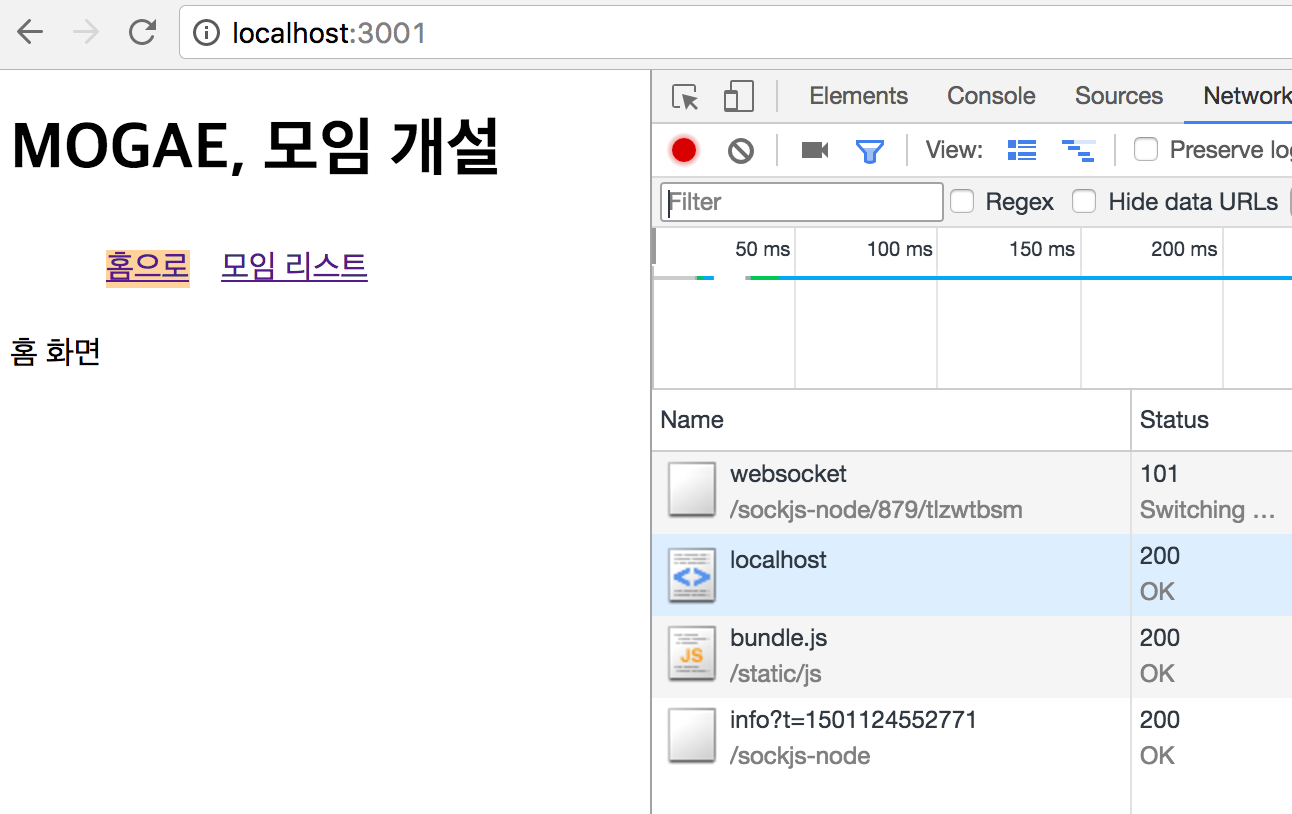 localhost:3001
MOGAE, 모임 개설
홈으로 모임 리스트
홈 화면
Elements Console Sources Network
View: Preserve log
Filter Regex Hide data URLs
50 ms 100 ms 150 ms 200 ms
Name Status
websocket 101
/sockjs-node/879/tlzwtbsm Switching ...
localhost 200
OK
bundle.js 200
JS
/static/js OK
info?t=1501124552771 200
/sockjs-node OK